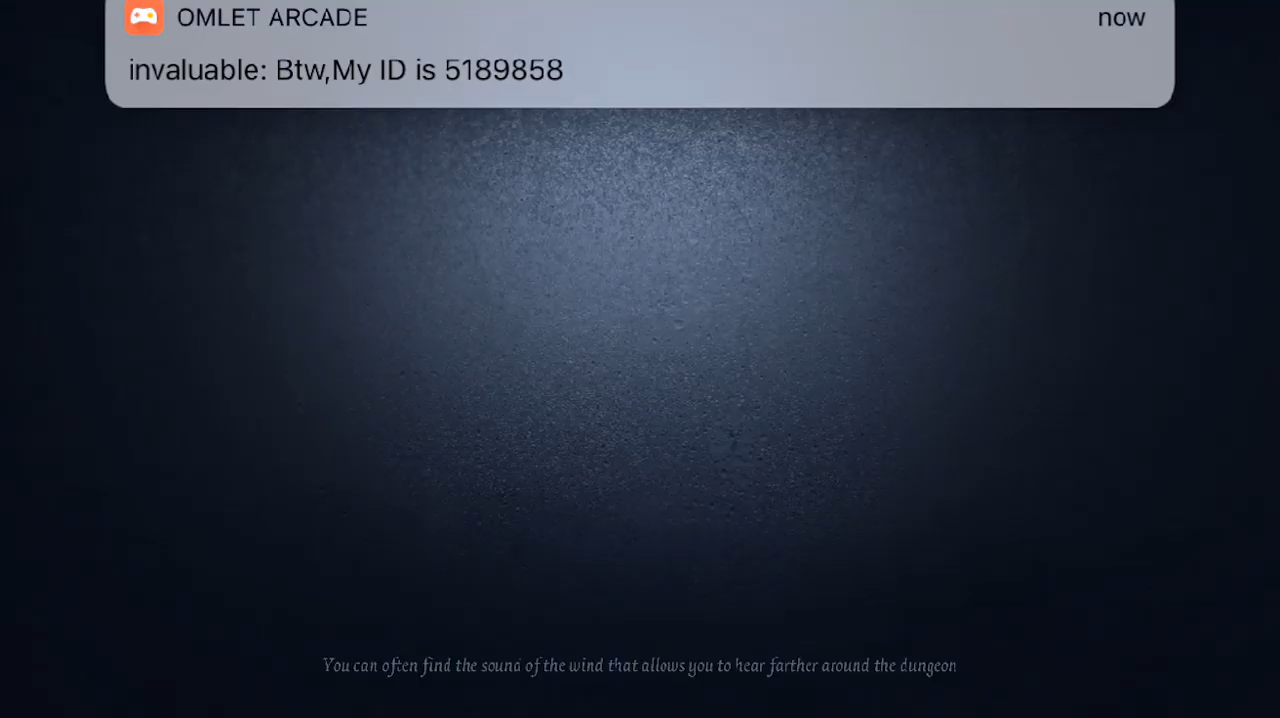 OMLET ARCADE now
invaluable: Btw,My ID is 5189858
You can often find the sound of the wind that allows you to hear farther around the dungeon